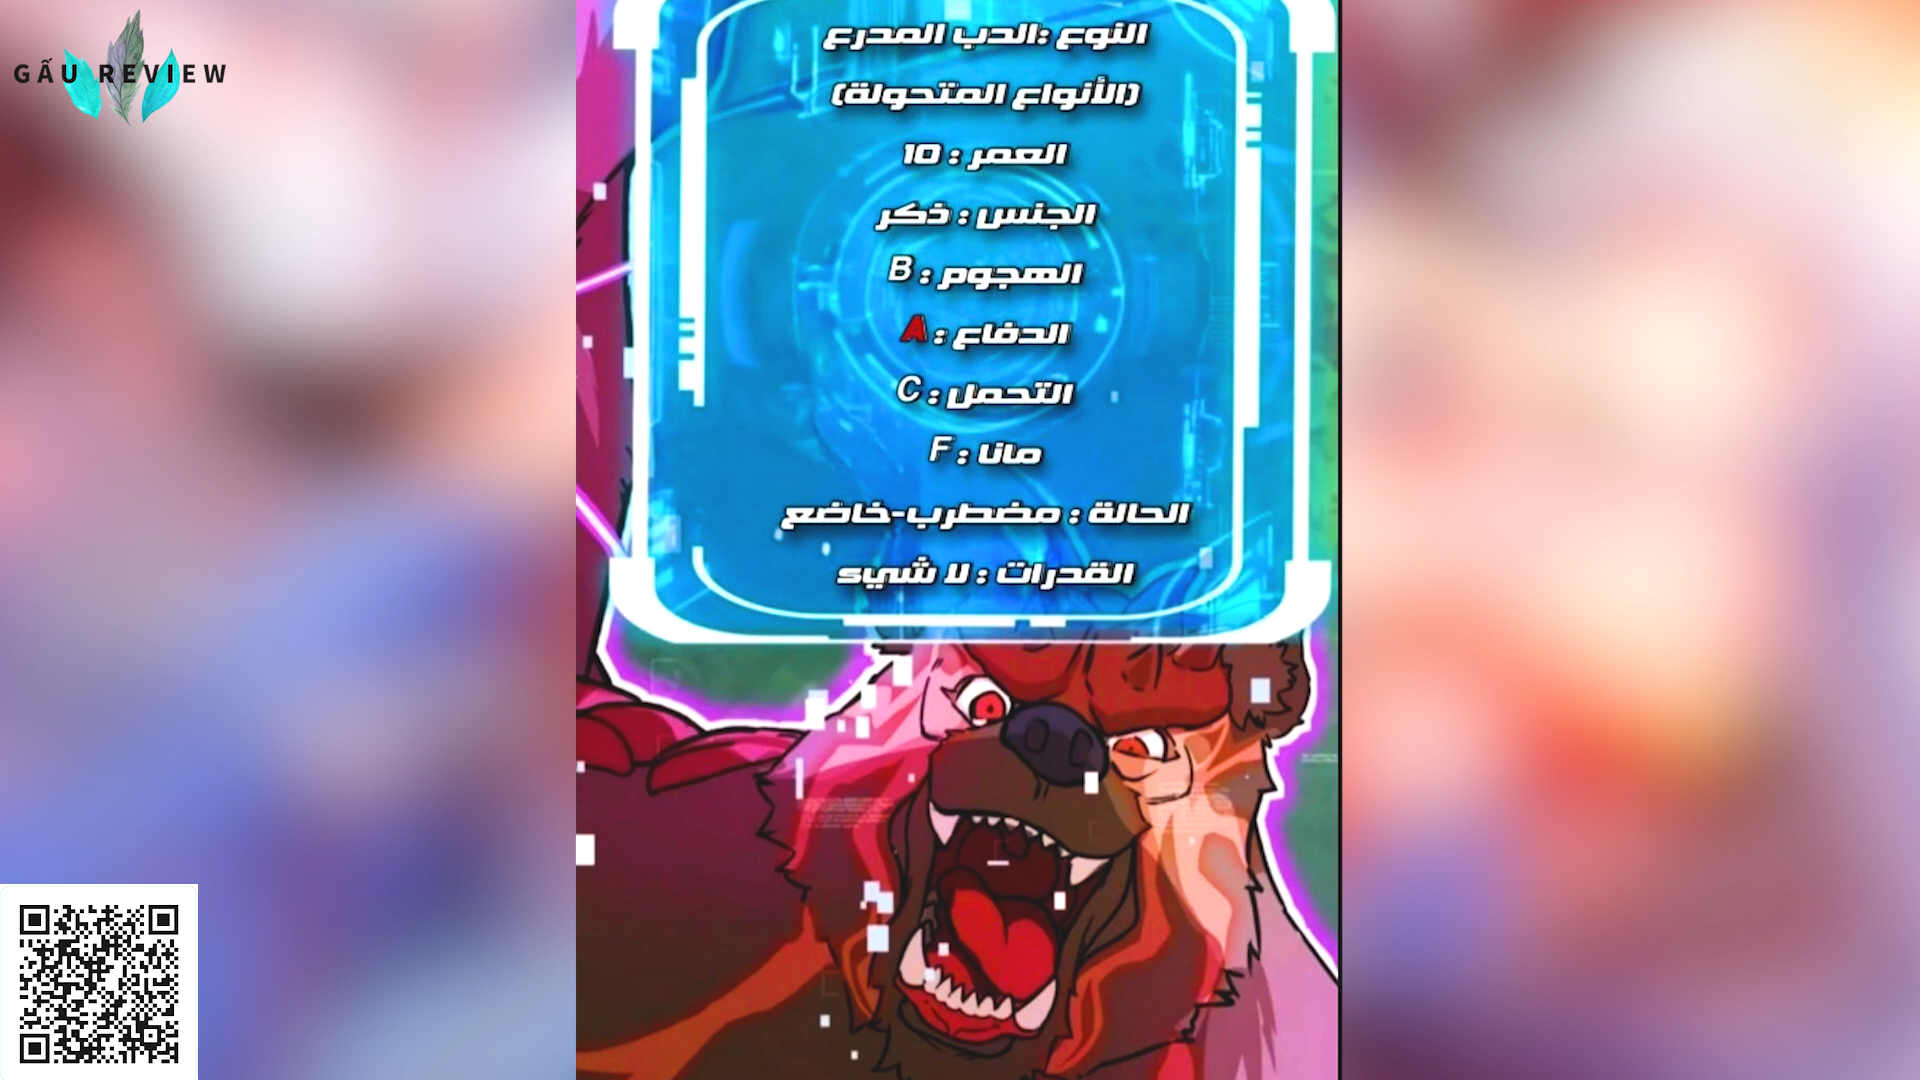 GẤU REVIEW
النوع :الدب المدرع
(الأنواع المتحولة)
العمر : 10
الجنس : ذكر
الهجوم : B
الدفاع : A
التحمل : C
مانا : F
الحالة : مضطرب-خاضع
القدرات : لا شيء